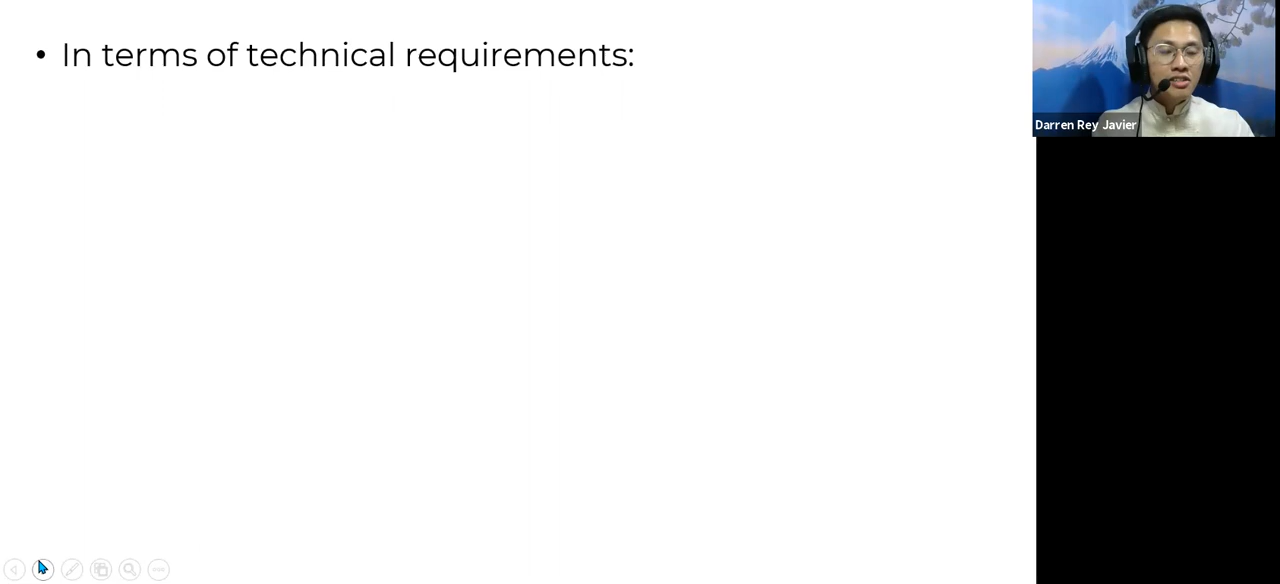 • In terms of technical requirements:
Darren Rey Javier